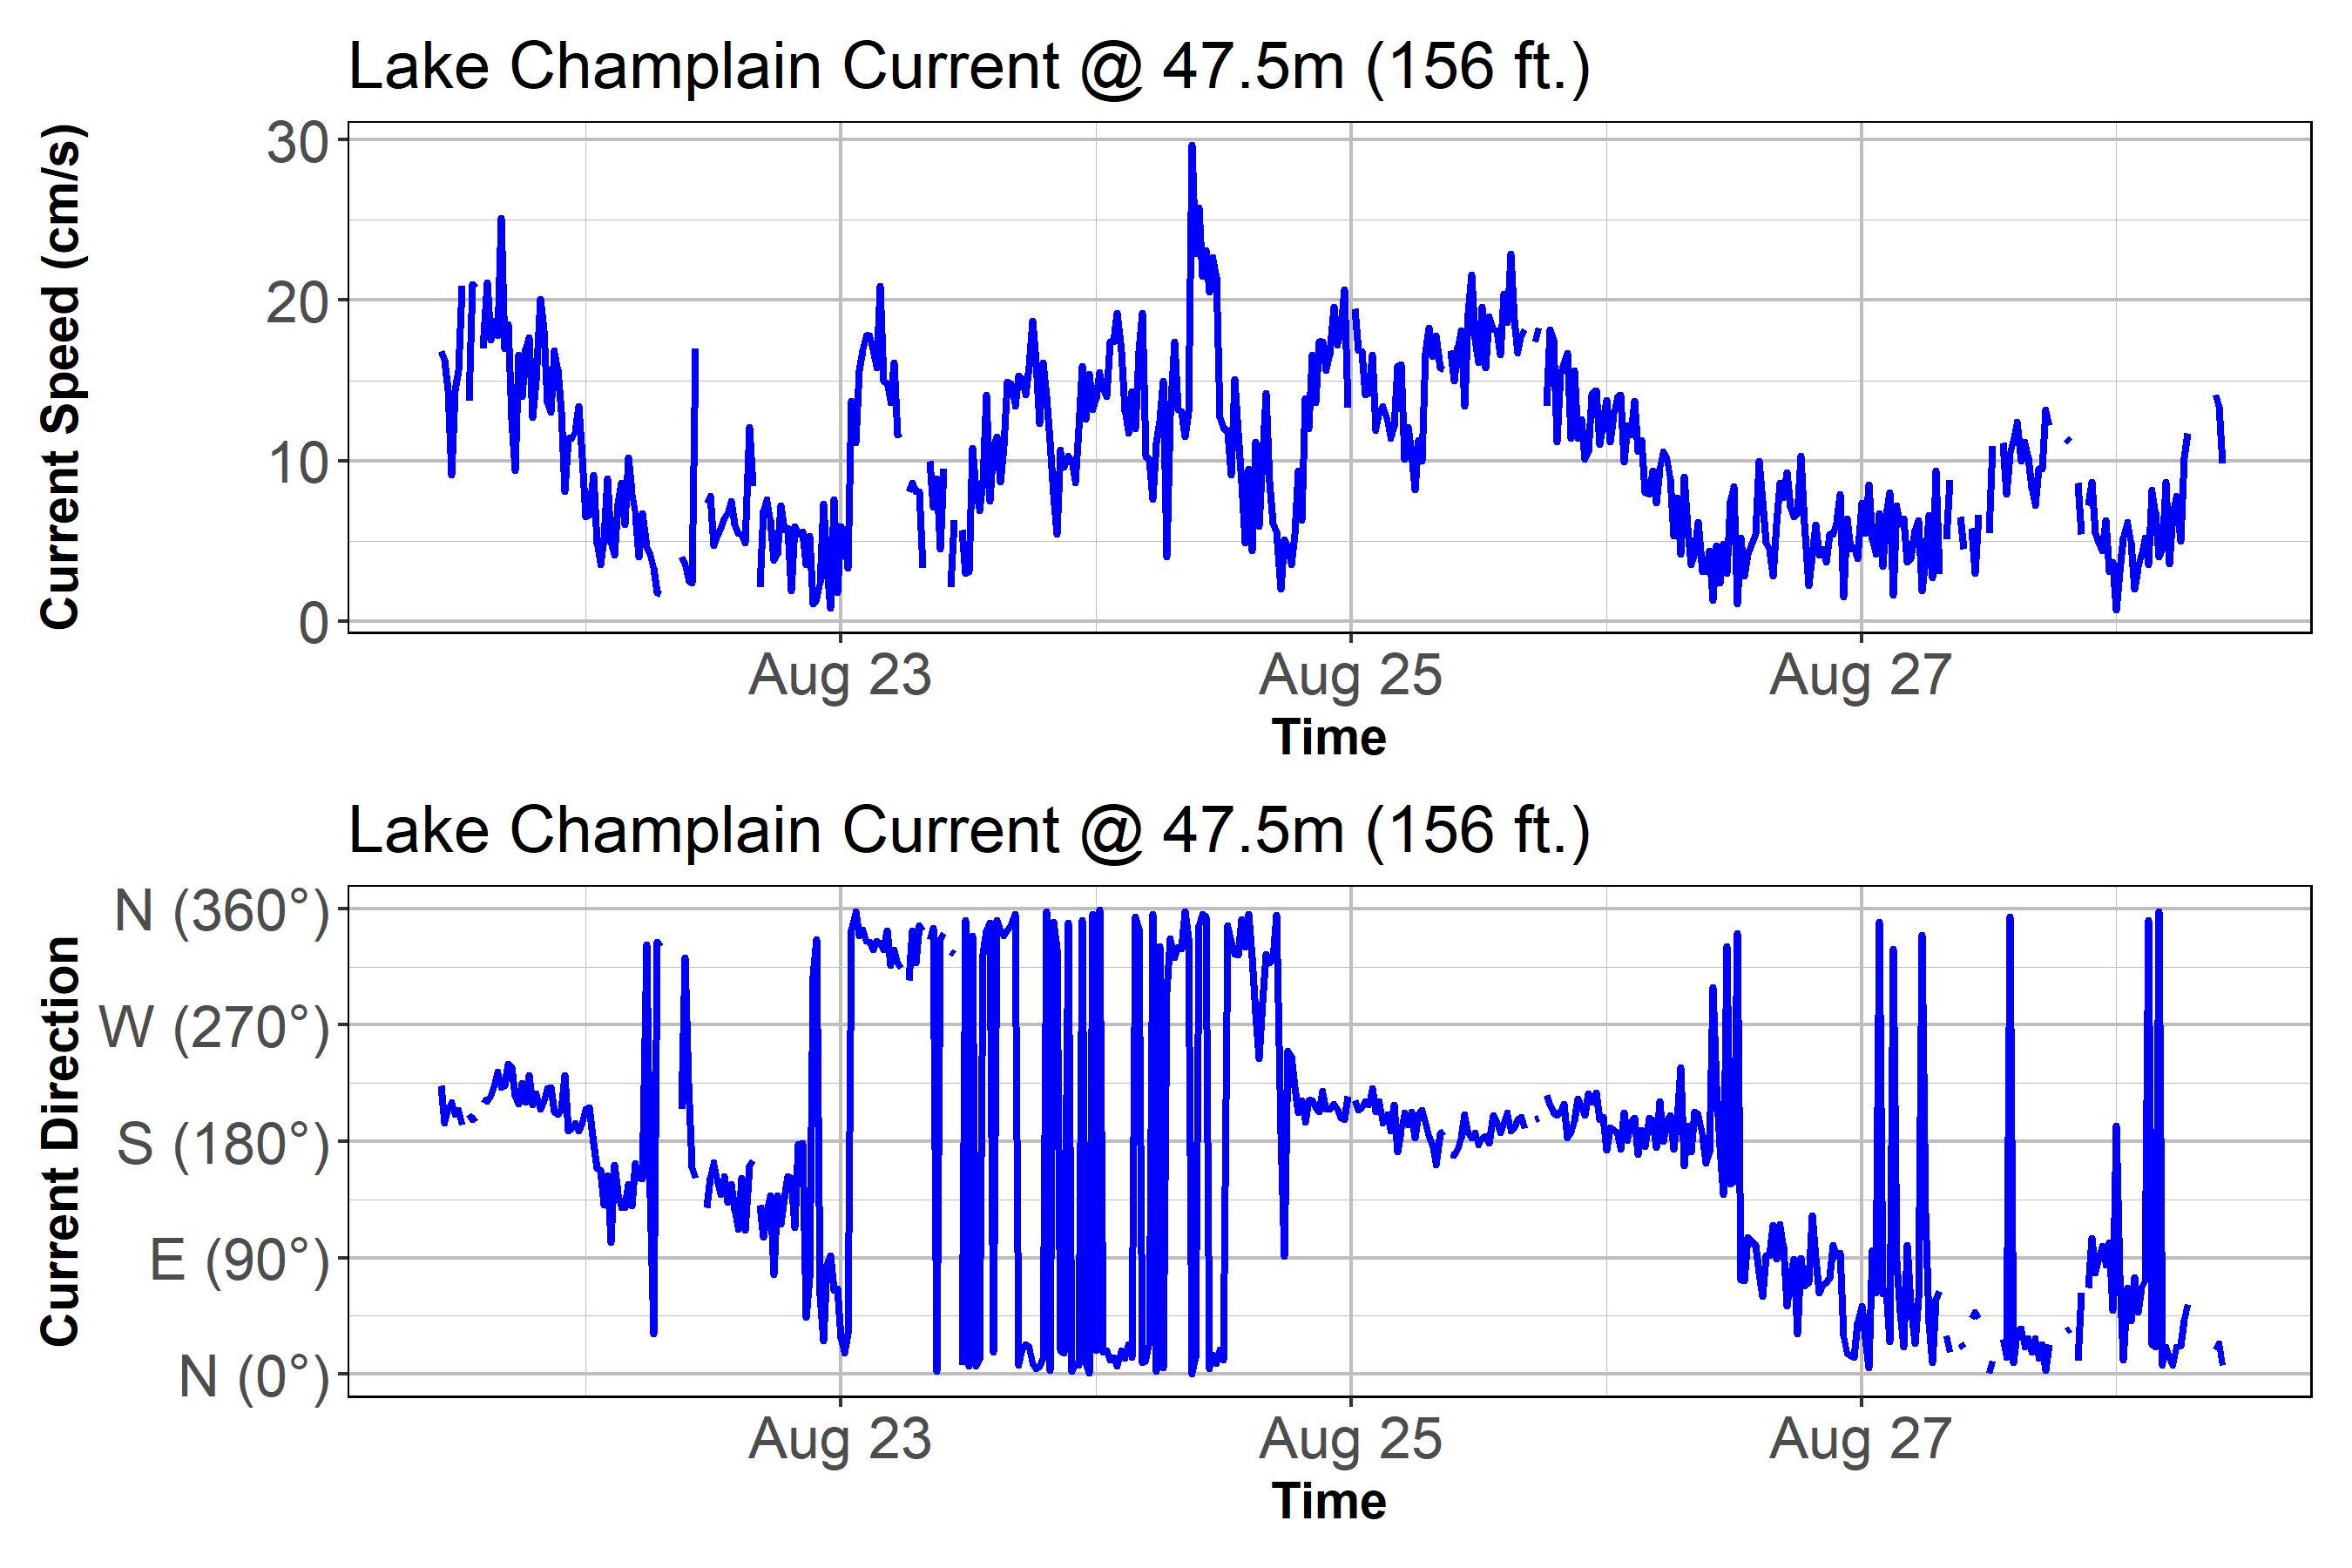 Lake Champlain Current @ 47.5m (156 ft.)
Current Speed (cm/s)
30
20
10
0
Aug 23
Aug 25
Aug 27
Time
Lake Champlain Current @ 47.5m (156 ft.)
Current Direction
N (360°)
W (270°)
S (180°)
E (90°)
N (0°)
Aug 23
Aug 25
Aug 27
Time